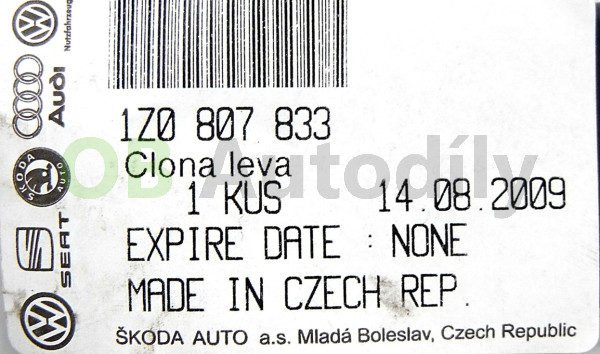 Nutzfahrzeuge
Audi
ŠKODA
AUTO
SEAT
1Z0 807 833
Clona leva
OB Autodíly
1 KUS 14.08.2009
EXPIRE DATE : NONE
MADE IN CZECH REP.
ŠKODA AUTO a.s. Mladá Boleslav, Czech Republic